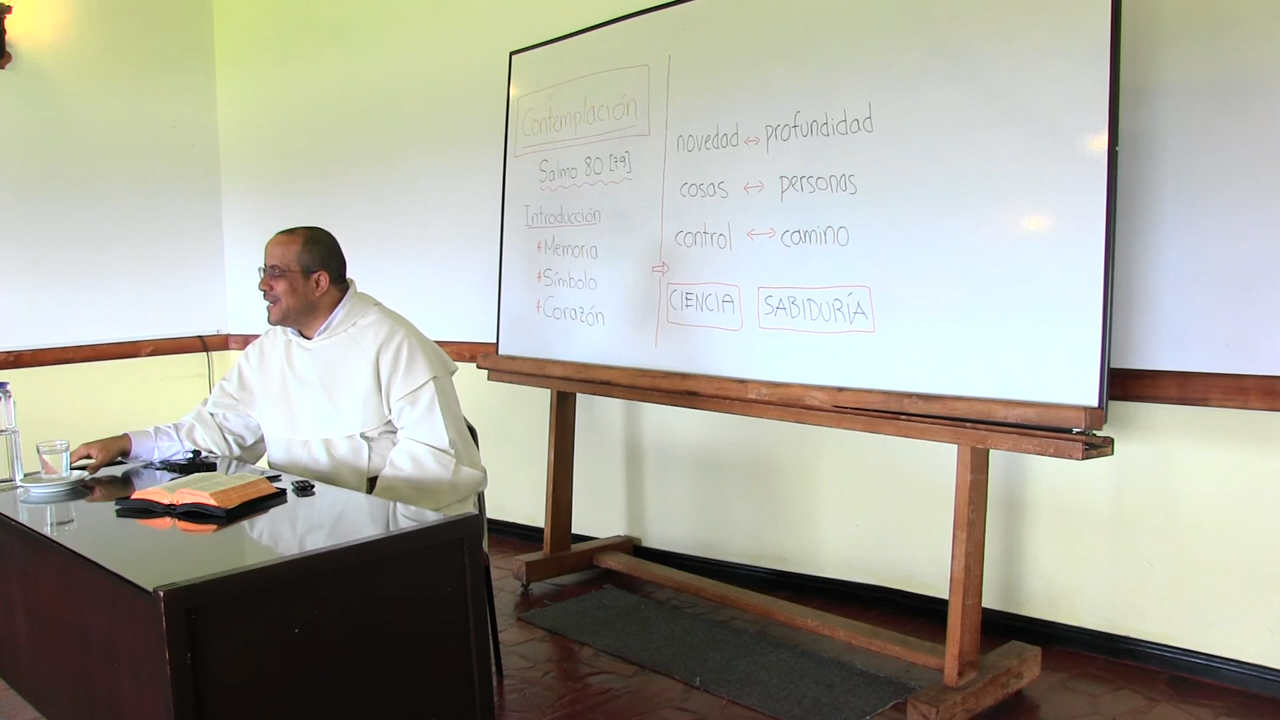 Contemplación
Salmo 80 [79]
Introducción
*Memoria
*Símbolo
*Corazón
novedad ↔ profundidad
cosas ↔ personas
control ↔ camino
⇨ CIENCIA SABIDURÍA